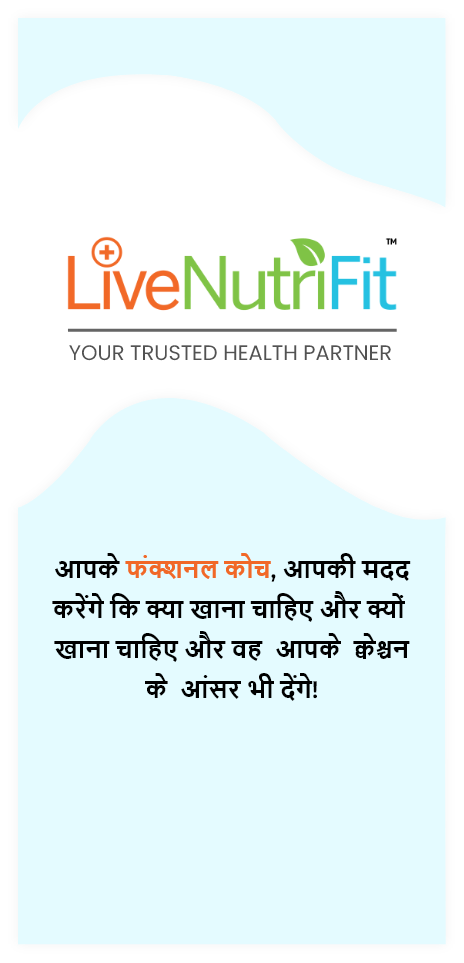 LiveNutriFit™
YOUR TRUSTED HEALTH PARTNER
आपके फंक्शनल कोच, आपकी मदद
करेंगे कि क्या खाना चाहिए और क्यों
खाना चाहिए और वह आपके क्वेश्चन
के आंसर भी देंगे!